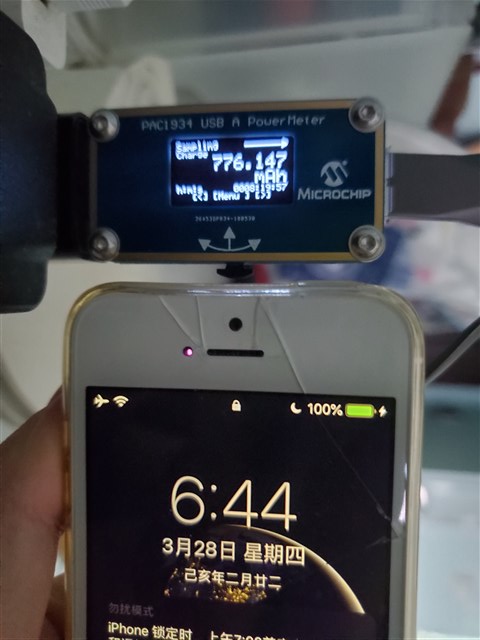 PAC1934 USB A PowerMeter
Sampling
Charge
776.147
mAh
h:m:s 0008:19:57
[<] [Menu ] [>]
MICROCHIP
100%
6:44
3月28日 星期四
己亥年二月廿二
勿扰模式
iPhone 锁定时